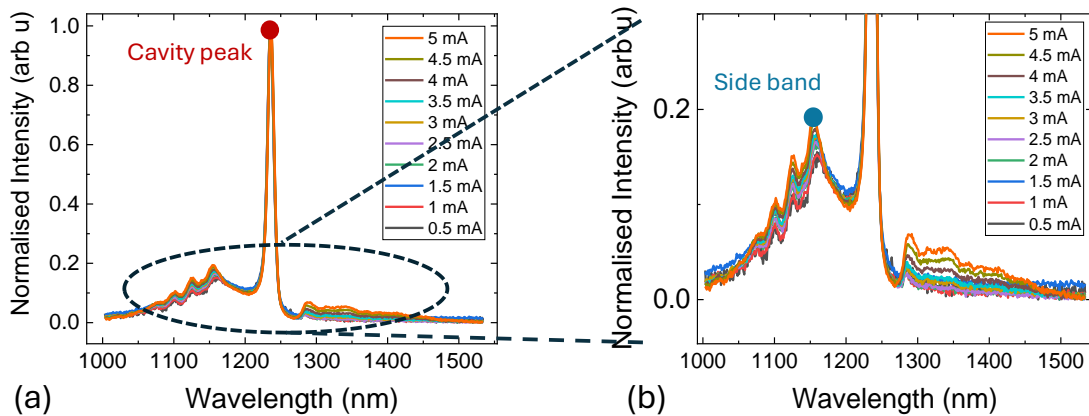 Normalised Intensity (arb u)
1.0
0.8
0.6
0.4
0.2
0.0
Cavity peak
5 mA
4.5 mA
4 mA
3.5 mA
3 mA
2.5 mA
2 mA
1.5 mA
1 mA
0.5 mA
1000 1100 1200 1300 1400 1500
Wavelength (nm)
(a)
Normalised Intensity (arb u)
0.2
0.0
Side band
5 mA
4.5 mA
4 mA
3.5 mA
3 mA
2.5 mA
2 mA
1.5 mA
1 mA
0.5 mA
1000 1100 1200 1300 1400 1500
Wavelength (nm)
(b)